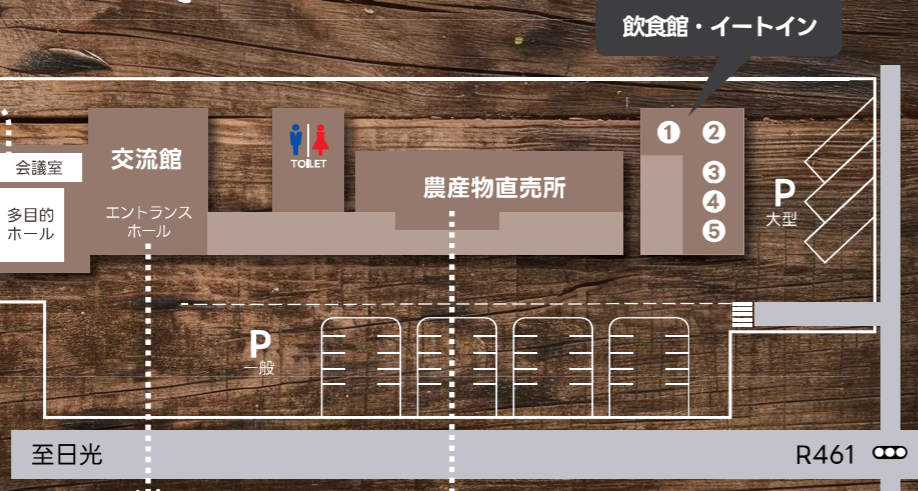 飲食館・イートイン
① ②
③
④
⑤
TOILET
交流館
エントランス
ホール
会議室
多目的
ホール
農産物直売所
P
大型
P
一般
至日光
R461